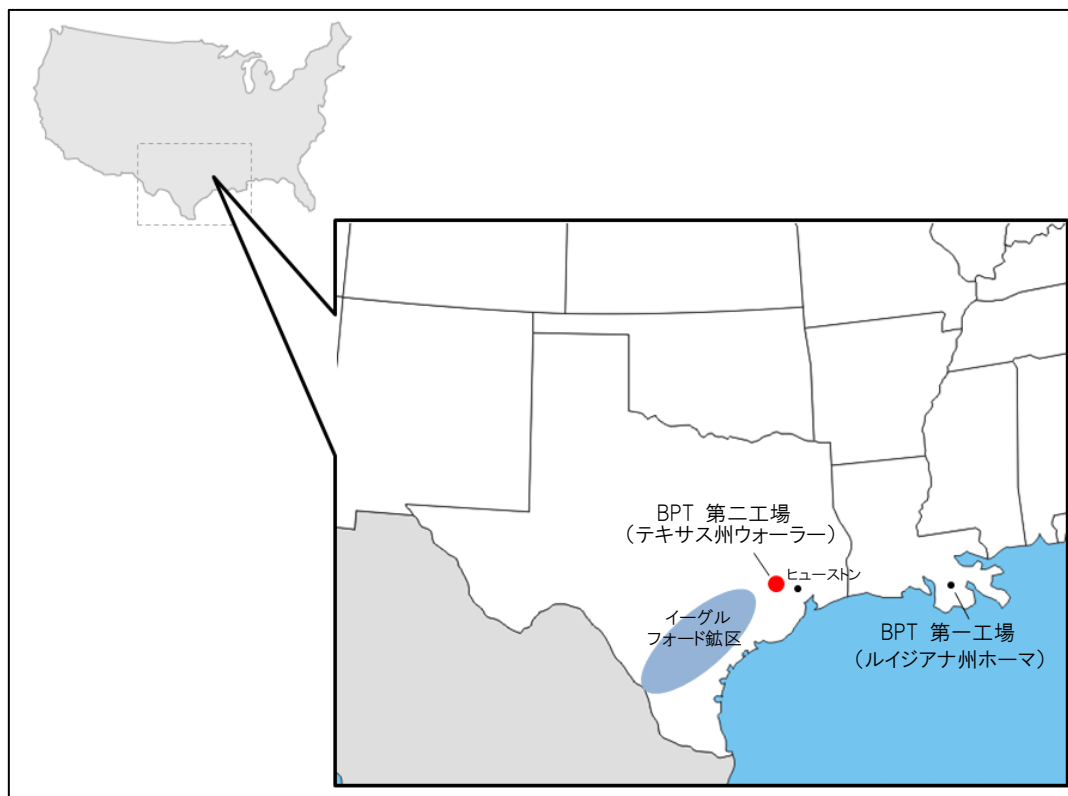 BPT 第二工場
（テキサス州ウォーラー）
ヒューストン
イーグル
フォード鉱区
BPT 第一工場
（ルイジアナ州ホーマ）